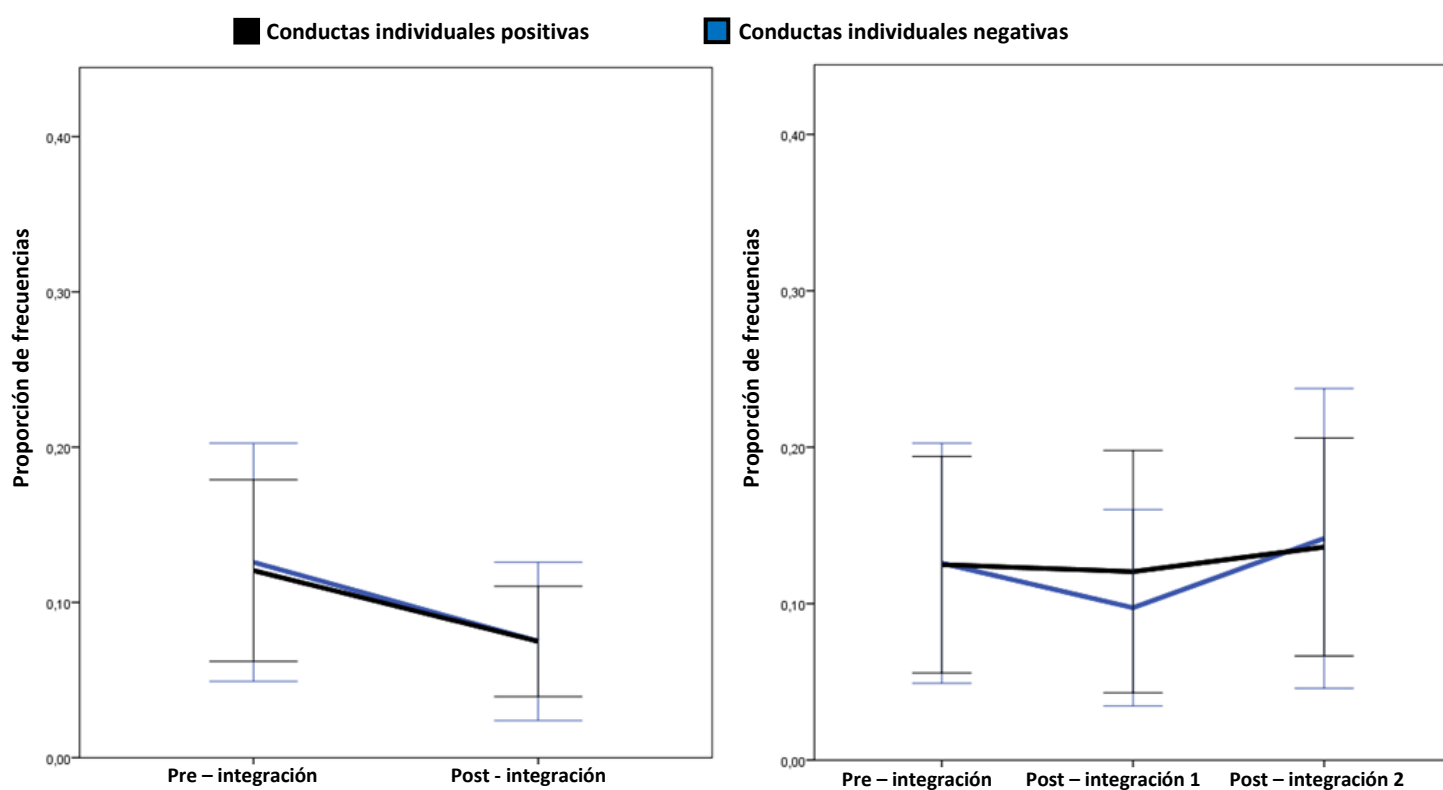 Conductas individuales positivas
Conductas individuales negativas
Proporción de frecuencias
0,40
0,30
0,20
0,10
0,00
Pre – integración
Post - integración
Proporción de frecuencias
0,40
0,30
0,20
0,10
0,00
Pre – integración
Post – integración 1
Post – integración 2